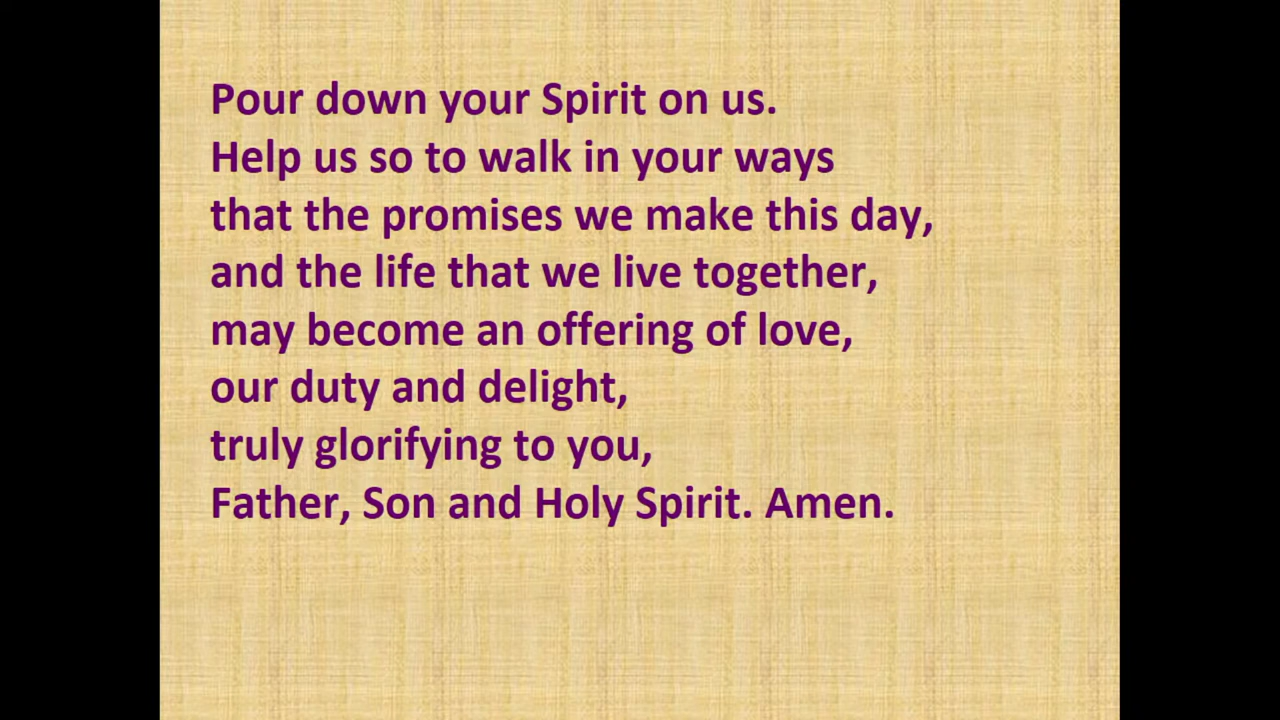 Pour down your Spirit on us.
Help us so to walk in your ways
that the promises we make this day,
and the life that we live together,
may become an offering of love,
our duty and delight,
truly glorifying to you,
Father, Son and Holy Spirit. Amen.